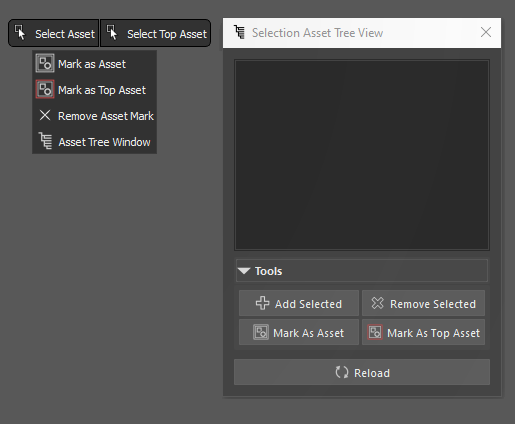 Select Asset
Select Top Asset
Mark as Asset
Mark as Top Asset
Remove Asset Mark
Asset Tree Window
Selection Asset Tree View
Tools
Add Selected
Remove Selected
Mark As Asset
Mark As Top Asset
Reload